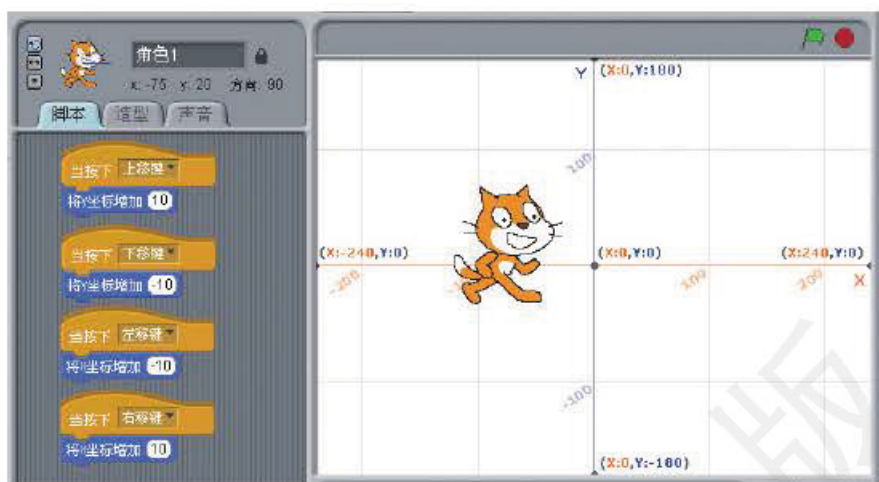 角色1
x: -75 y: 20 方向: 90
脚本 造型 声音
当按下 上移键
将y坐标增加 10
当按下 下移键
将y坐标增加 -10
当按下 左移键
将x坐标增加 -10
当按下 右移键
将x坐标增加 10
Y (X:0,Y:180)
100
(X:-240,Y:0) (X:0,Y:0) (X:240,Y:0)
-200 100 200 X
-100
(X:0,Y:-180)
版